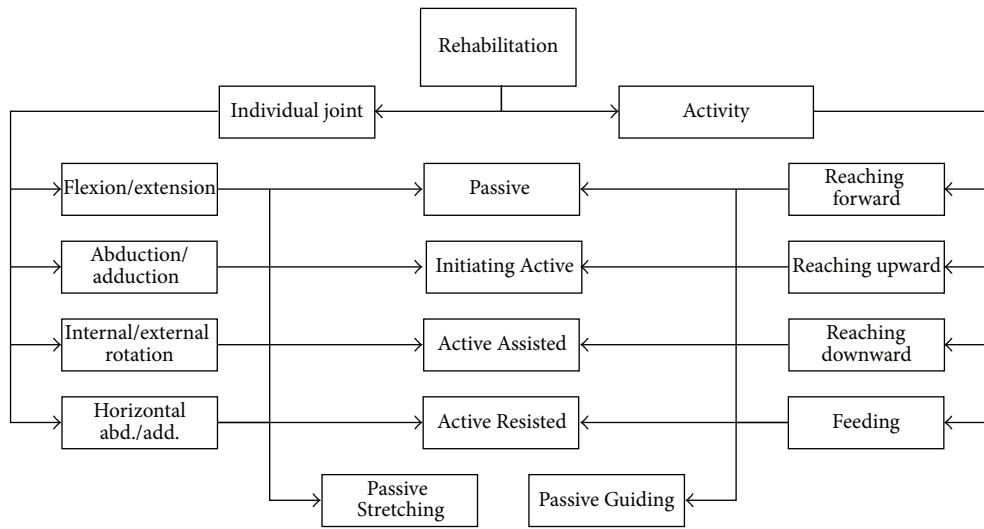 Rehabilitation
Individual joint
Activity
Flexion/extension
Passive
Reaching
forward
Abduction/
adduction
Initiating Active
Reaching upward
Internal/external
rotation
Active Assisted
Reaching
downward
Horizontal
abd./add.
Active Resisted
Feeding
Passive
Stretching
Passive Guiding